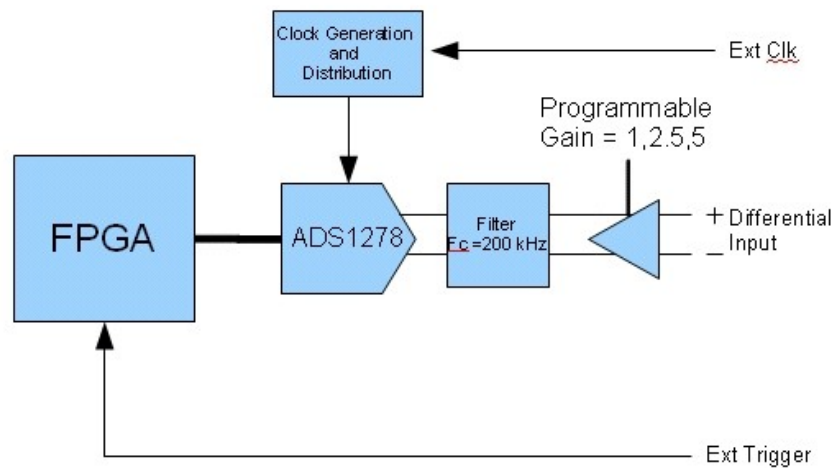 Clock Generation
and
Distribution
Ext Clk
Programmable
Gain = 1,2.5,5
FPGA
ADS1278
Filter
Fc=200 kHz
+ Differential
− Input
Ext Trigger